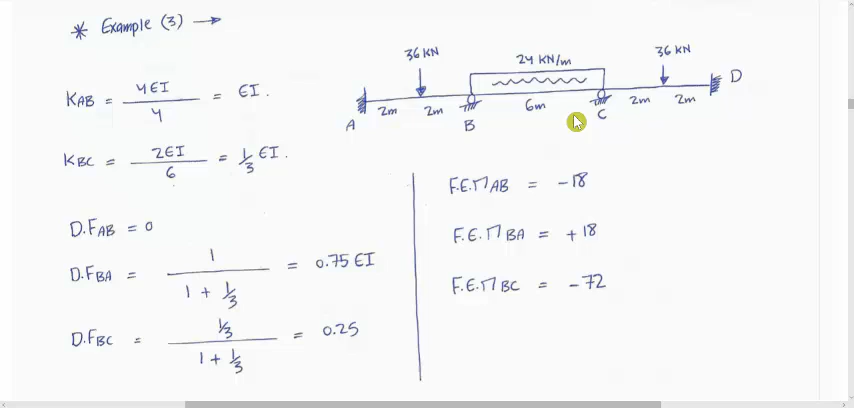 * Example (3) →
36 KN
24 KN/m
36 KN
A
2m
2m
B
6m
C
2m
2m
D
KAB = 4EI / 4 = EI.
KBC = 2EI / 6 = 1/3 EI.
D.FAB = 0
D.FBA = 1 / 1 + 1/3 = 0.75 EI
D.FBC = 1/3 / 1 + 1/3 = 0.25
F.E.M AB = -18
F.E.M BA = +18
F.E.M BC = -72